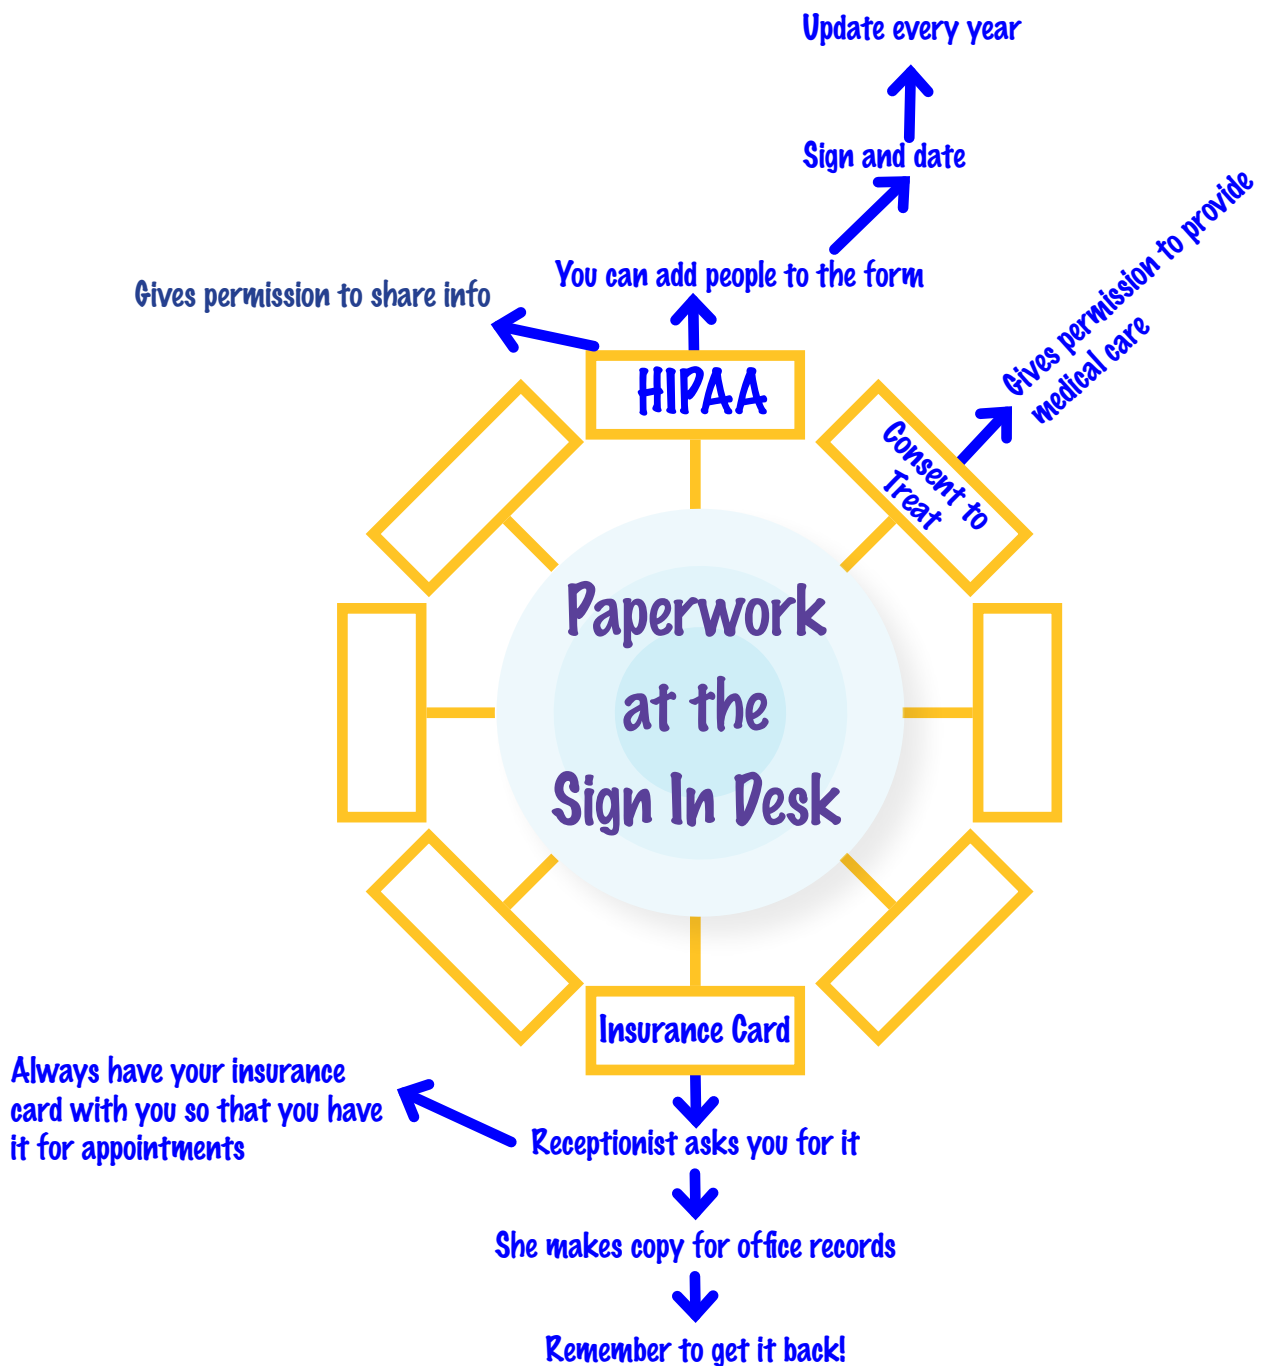 Update every year
Sign and date
You can add people to the form
Gives permission to share info
Gives permission to provide
medical care
HIPAA
Consent to
Treat
Paperwork
at the
Sign In Desk
Insurance Card
Always have your insurance
card with you so that you have
it for appointments
Receptionist asks you for it
She makes copy for office records
Remember to get it back!